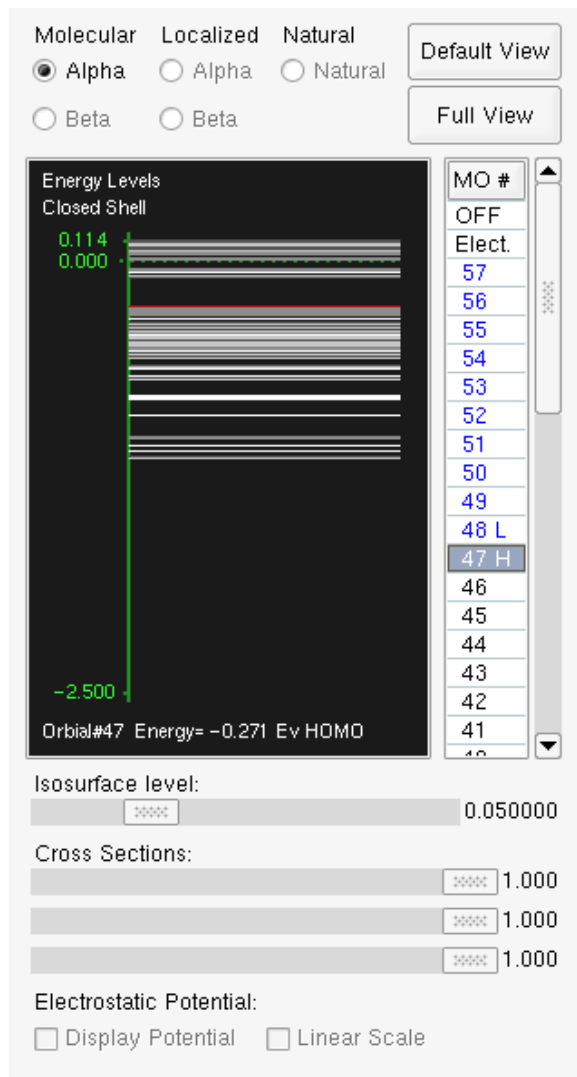 Molecular Localized Natural
Alpha Alpha Natural
Beta Beta
Default View
Full View
Energy Levels
Closed Shell
0.114
0.000
-2.500
Orbial#47 Energy= -0.271 Ev HOMO
MO #
OFF
Elect.
57
56
55
54
53
52
51
50
49
48 L
47 H
46
45
44
43
42
41
Isosurface level:
0.050000
Cross Sections:
1.000
1.000
1.000
Electrostatic Potential:
Display Potential Linear Scale